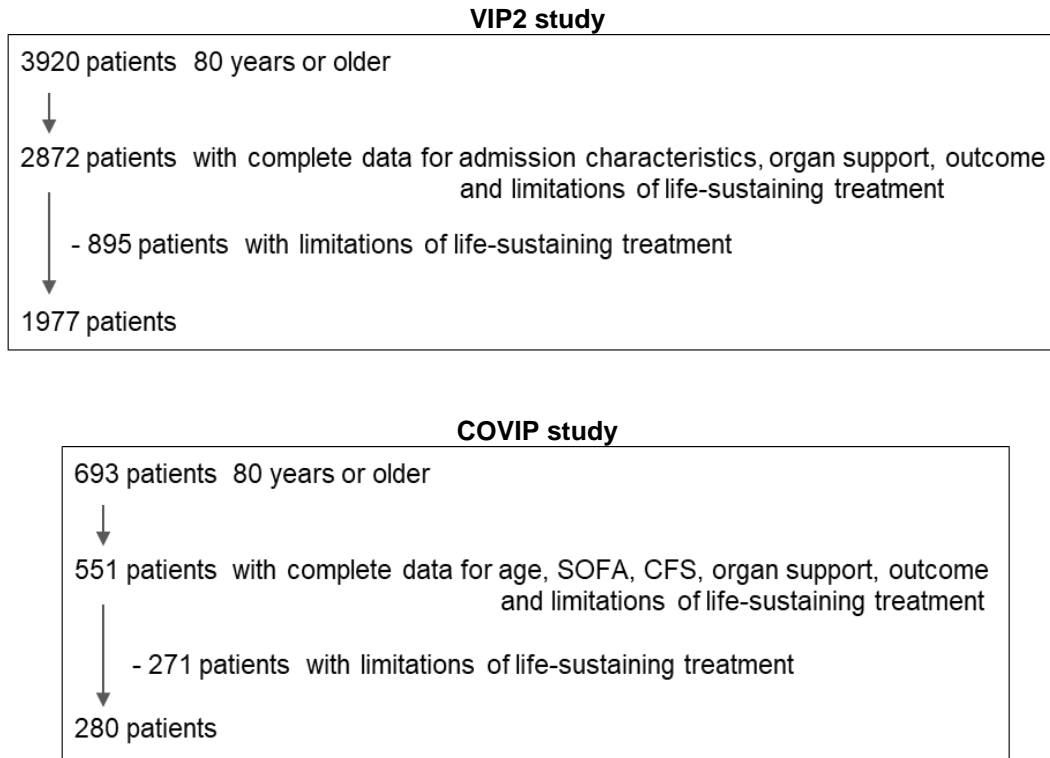 VIP2 study
3920 patients 80 years or older
2872 patients with complete data for admission characteristics, organ support, outcome
and limitations of life-sustaining treatment
- 895 patients with limitations of life-sustaining treatment
1977 patients
COVIP study
693 patients 80 years or older
551 patients with complete data for age, SOFA, CFS, organ support, outcome
and limitations of life-sustaining treatment
- 271 patients with limitations of life-sustaining treatment
280 patients